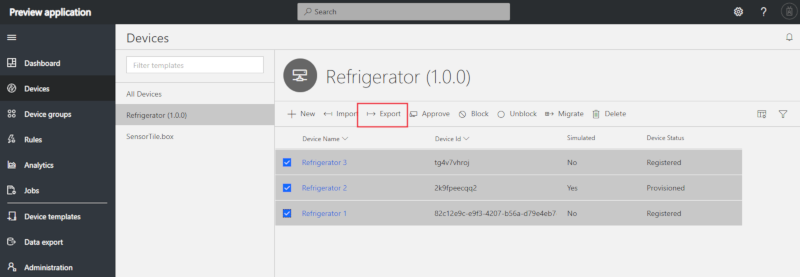 Preview application
Search
?
Devices
Dashboard
Devices
Device groups
Rules
Analytics
Jobs
Device templates
Data export
Administration
Filter templates
All Devices
Refrigerator (1.0.0)
SensorTile.box
Refrigerator (1.0.0)
New Import Export Approve Block Unblock Migrate Delete
Device Name Device Id Simulated Device Status
Refrigerator 3 tg4v7vhroj No Registered
Refrigerator 2 2k9fpeecqq2 Yes Provisioned
Refrigerator 1 82c12e9c-e9f3-4207-b56a-d79e4eb7 No Registered